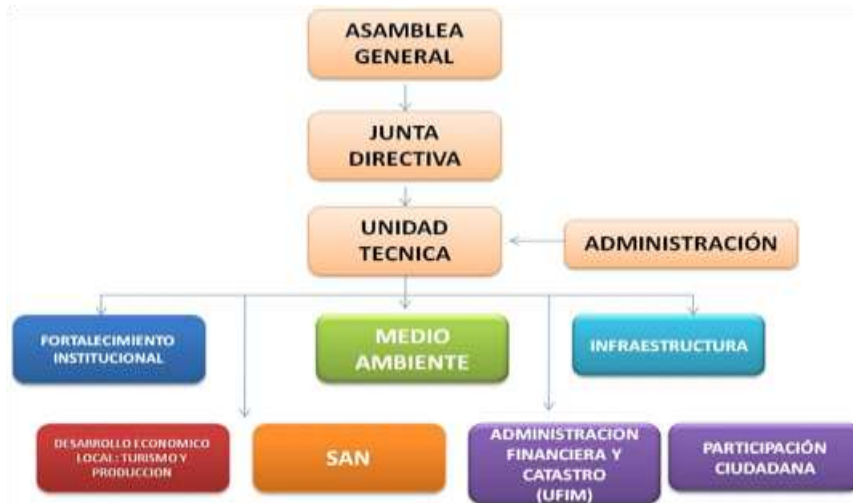 ASAMBLEA
GENERAL
JUNTA
DIRECTIVA
UNIDAD
TECNICA
ADMINISTRACIÓN
FORTALECIMIENTO
INSTITUCIONAL
MEDIO
AMBIENTE
INFRAESTRUCTURA
DESARROLLO ECONOMICO
LOCAL: TURISMO Y
PRODUCCION
SAN
ADMINISTRACION
FINANCIERA Y
CATASTRO
(UFIM)
PARTICIPACIÓN
CIUDADANA